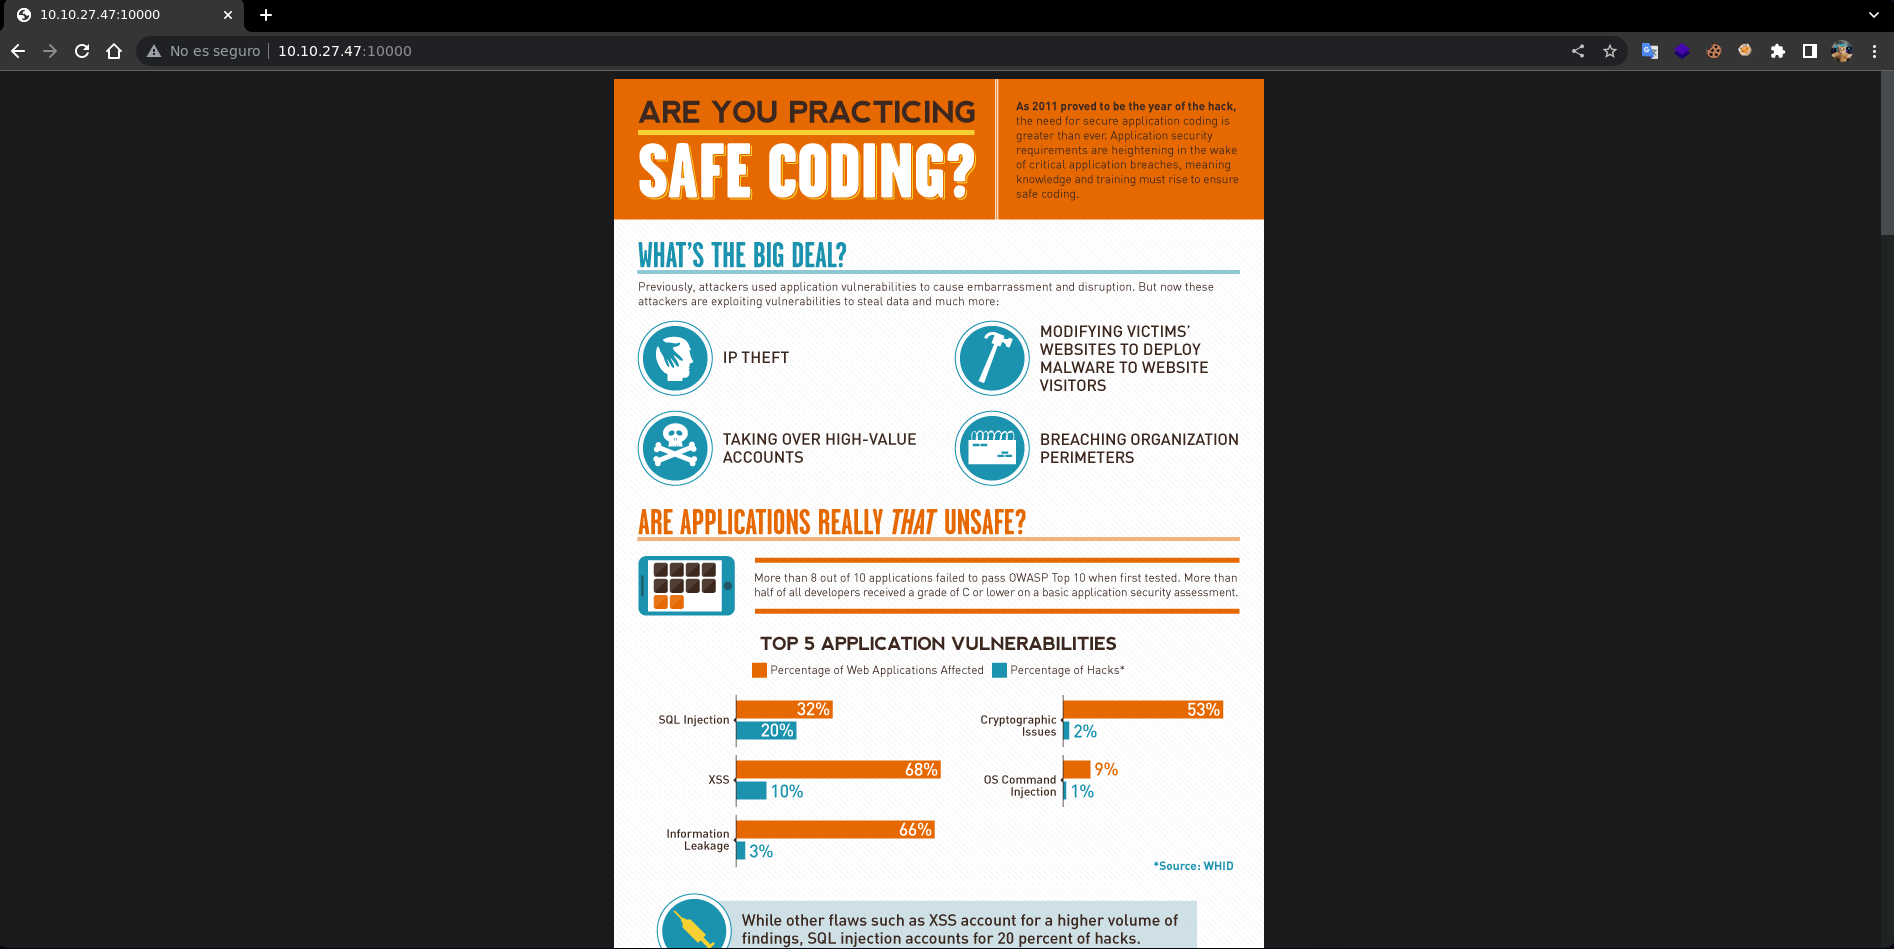 10.10.27.47:10000
No es seguro
10.10.27.47:10000
ARE YOU PRACTICING
SAFE CODING?
As 2011 proved to be the year of the hack,
the need for secure application coding is
greater than ever. Application security
requirements are heightening in the wake
of critical application breaches, meaning
knowledge and training must rise to ensure
safe coding.
WHAT'S THE BIG DEAL?
Previously, attackers used application vulnerabilities to cause embarrassment and disruption. But now these
attackers are exploiting vulnerabilities to steal data and much more:
IP THEFT
MODIFYING VICTIMS'
WEBSITES TO DEPLOY
MALWARE TO WEBSITE
VISITORS
TAKING OVER HIGH-VALUE
ACCOUNTS
BREACHING ORGANIZATION
PERIMETERS
ARE APPLICATIONS REALLY THAT UNSAFE?
More than 8 out of 10 applications failed to pass OWASP Top 10 when first tested. More than
half of all developers received a grade of C or lower on a basic application security assessment.
TOP 5 APPLICATION VULNERABILITIES
Percentage of Web Applications Affected
Percentage of Hacks*
SQL Injection
32%
20%
XSS
68%
10%
Information
Leakage
66%
3%
Cryptographic
Issues
53%
2%
OS Command
Injection
9%
1%
*Source: WHID
While other flaws such as XSS account for a higher volume of
findings, SQL injection accounts for 20 percent of hacks.